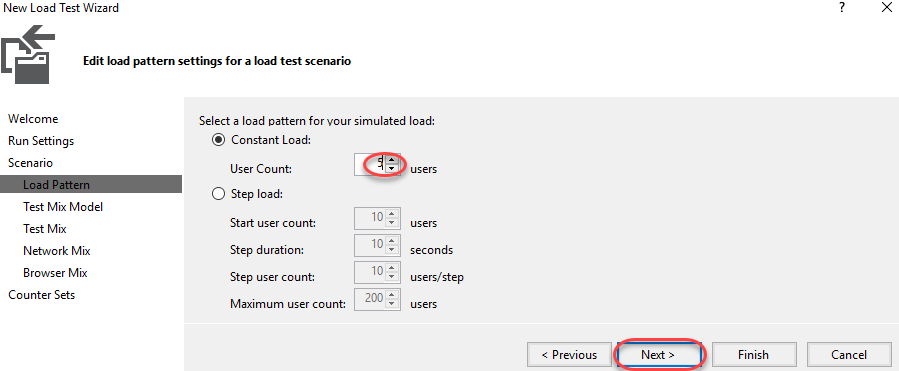 New Load Test Wizard
?
Edit load pattern settings for a load test scenario
Welcome
Run Settings
Scenario
Load Pattern
Test Mix Model
Test Mix
Network Mix
Browser Mix
Counter Sets
Select a load pattern for your simulated load:
Constant Load:
User Count: 5 users
Step load:
Start user count: 10 users
Step duration: 10 seconds
Step user count: 10 users/step
Maximum user count: 200 users
< Previous Next > Finish Cancel